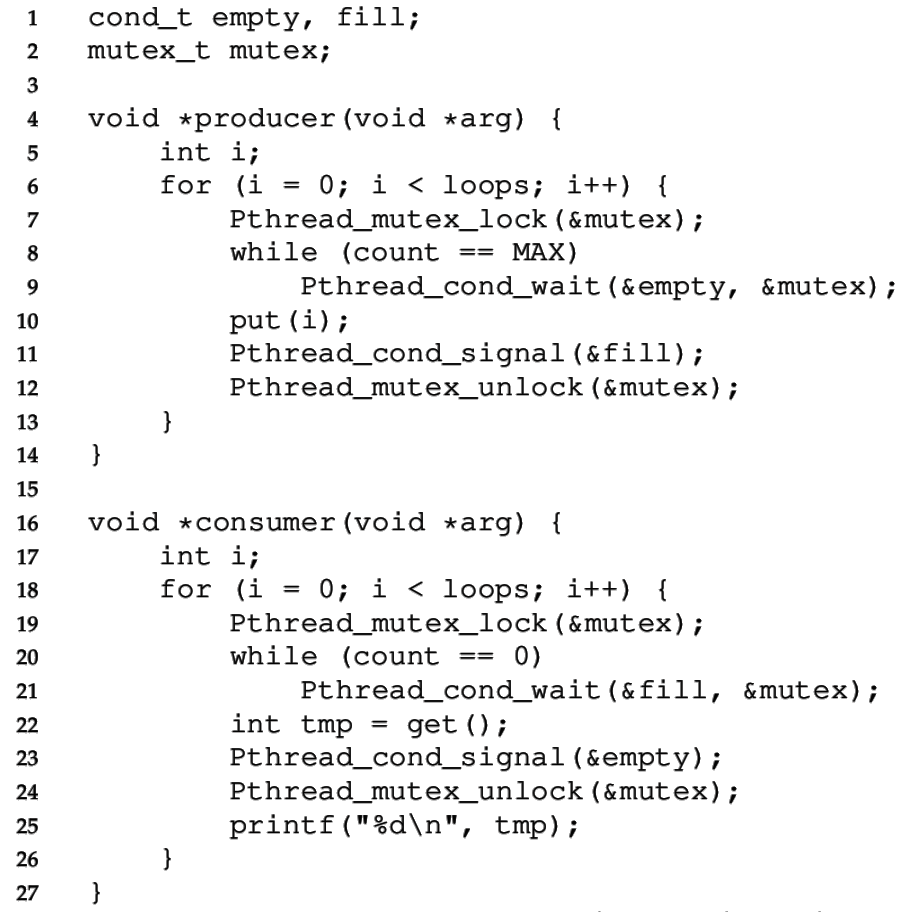 1 cond_t empty, fill;
2 mutex_t mutex;
3
4 void *producer(void *arg) {
5     int i;
6     for (i = 0; i < loops; i++) {
7         Pthread_mutex_lock(&mutex);
8         while (count == MAX)
9             Pthread_cond_wait(&empty, &mutex);
10         put(i);
11         Pthread_cond_signal(&fill);
12         Pthread_mutex_unlock(&mutex);
13     }
14 }
15
16 void *consumer(void *arg) {
17     int i;
18     for (i = 0; i < loops; i++) {
19         Pthread_mutex_lock(&mutex);
20         while (count == 0)
21             Pthread_cond_wait(&fill, &mutex);
22         int tmp = get();
23         Pthread_cond_signal(&empty);
24         Pthread_mutex_unlock(&mutex);
25         printf("%d\n", tmp);
26     }
27 }